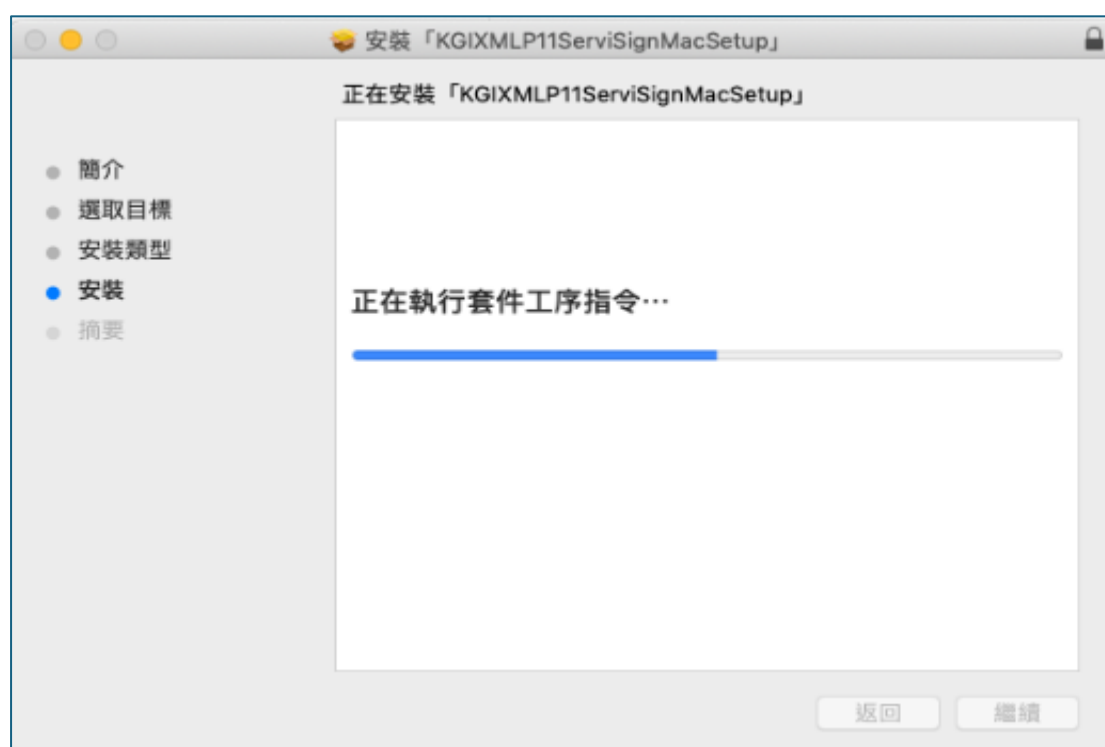 安裝「KGIXMLP11ServiSignMacSetup」
正在安裝「KGIXMLP11ServiSignMacSetup」
簡介
選取目標
安裝類型
安裝
摘要
正在執行套件工序指令⋯
返回
繼續